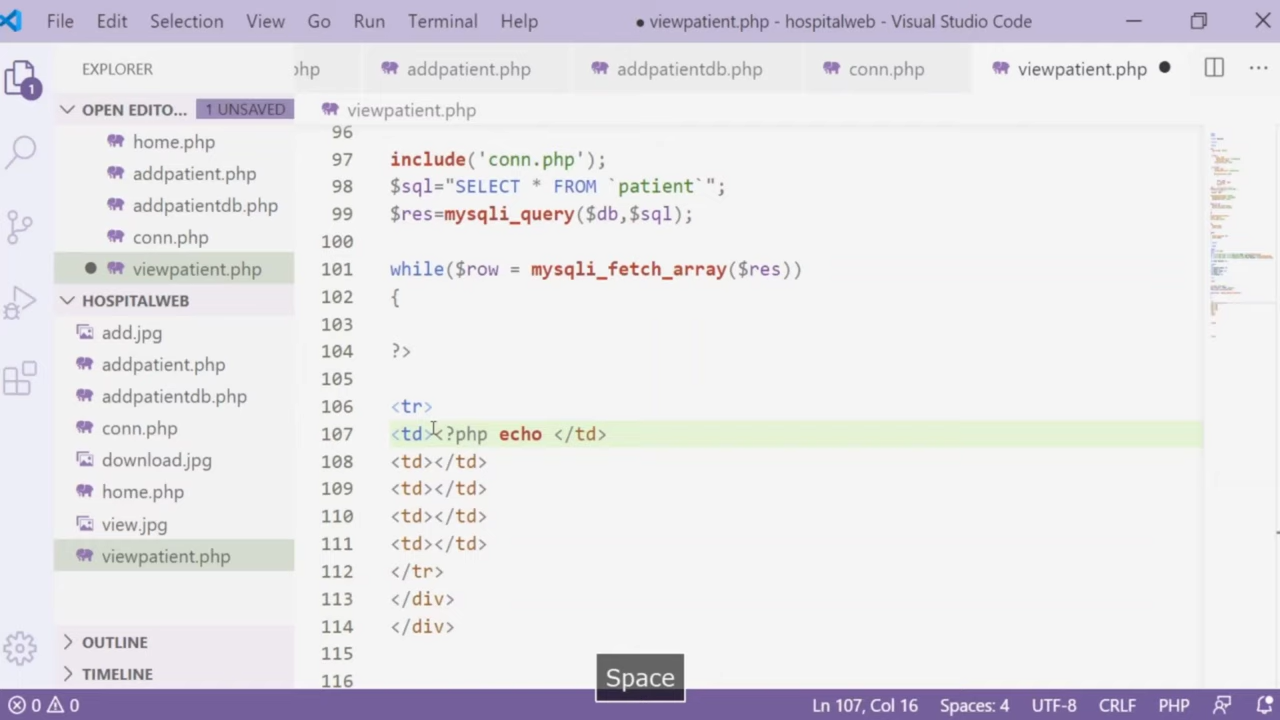 File Edit Selection View Go Run Terminal Help ● viewpatient.php - hospitalweb - Visual Studio Code
EXPLORER
php addpatient.php addpatientdb.php conn.php viewpatient.php ●
OPEN EDITO... 1 UNSAVED
viewpatient.php
home.php
addpatient.php
addpatientdb.php
conn.php
● viewpatient.php
HOSPITALWEB
add.jpg
addpatient.php
addpatientdb.php
conn.php
download.jpg
home.php
view.jpg
viewpatient.php
OUTLINE
TIMELINE
1
96
97 include('conn.php');
98 $sql="SELECT * FROM `patient`";
99 $res=mysqli_query($db,$sql);
100
101 while($row = mysqli_fetch_array($res))
102 {
103
104 ?>
105
106 <tr>
107 <td><?php echo </td>
108 <td></td>
109 <td></td>
110 <td></td>
111 <td></td>
112 </tr>
113 </div>
114 </div>
115
116
Space
0 0 Ln 107, Col 16 Spaces: 4 UTF-8 CRLF PHP